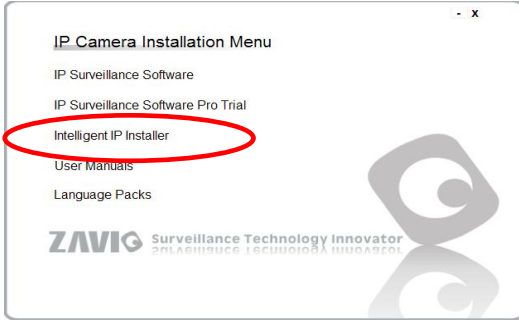 - x
IP Camera Installation Menu
IP Surveillance Software
IP Surveillance Software Pro Trial
Intelligent IP Installer
User Manuals
Language Packs
ZAVIO Surveillance Technology Innovator